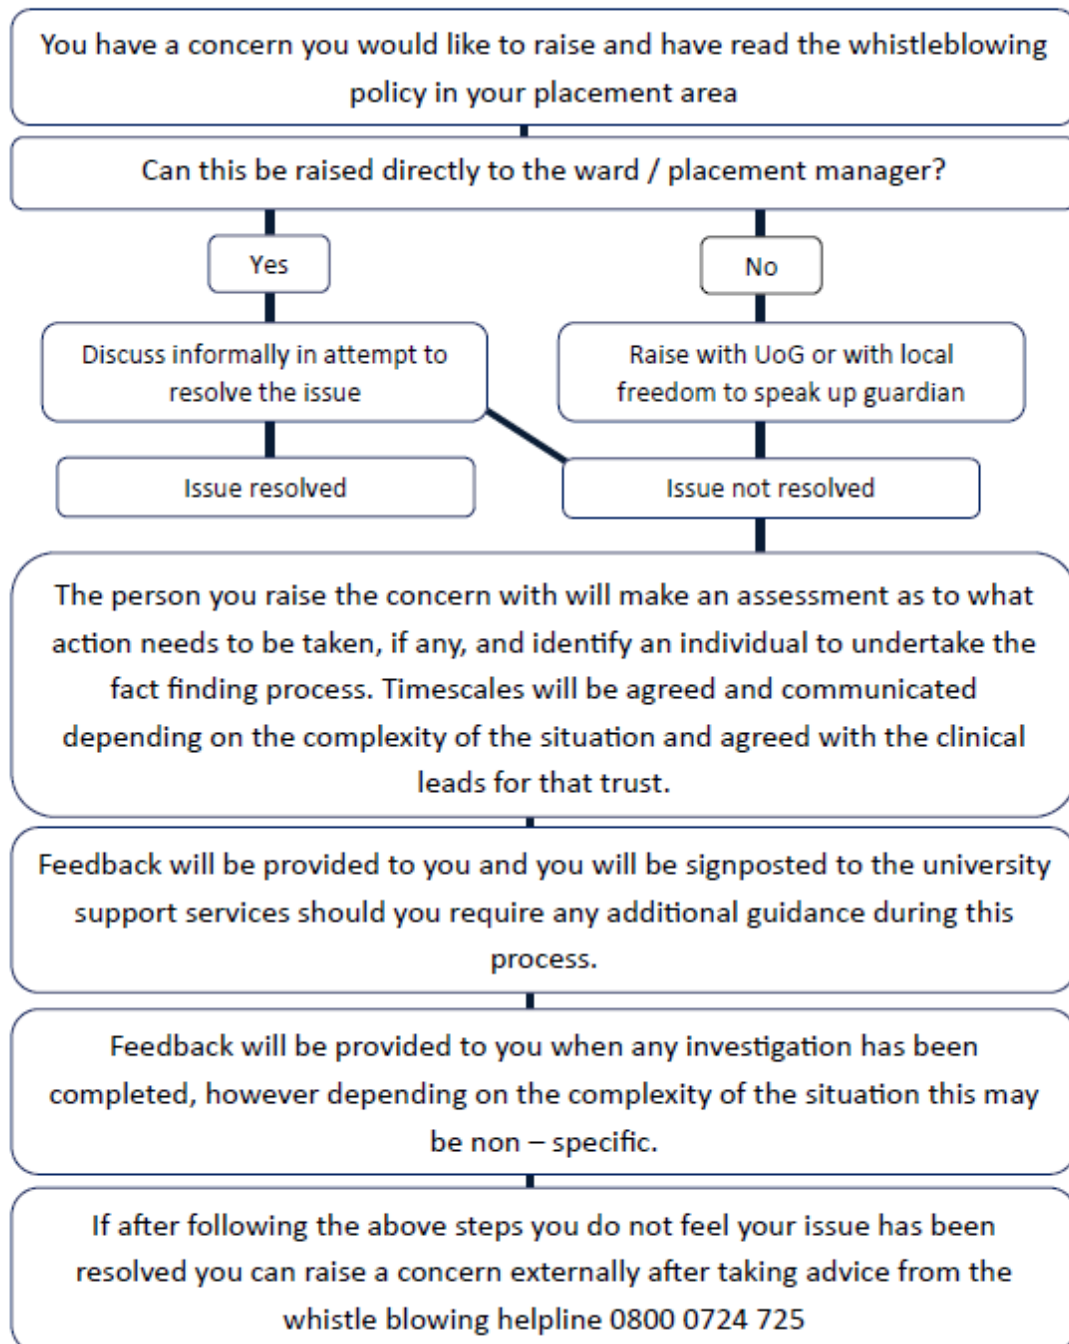 You have a concern you would like to raise and have read the whistleblowing
policy in your placement area
Can this be raised directly to the ward / placement manager?
Yes
No
Discuss informally in attempt to
resolve the issue
Raise with UoG or with local
freedom to speak up guardian
Issue resolved
Issue not resolved
The person you raise the concern with will make an assessment as to what
action needs to be taken, if any, and identify an individual to undertake the
fact finding process. Timescales will be agreed and communicated
depending on the complexity of the situation and agreed with the clinical
leads for that trust.
Feedback will be provided to you and you will be signposted to the university
support services should you require any additional guidance during this
process.
Feedback will be provided to you when any investigation has been
completed, however depending on the complexity of the situation this may
be non – specific.
If after following the above steps you do not feel your issue has been
resolved you can raise a concern externally after taking advice from the
whistle blowing helpline 0800 0724 725